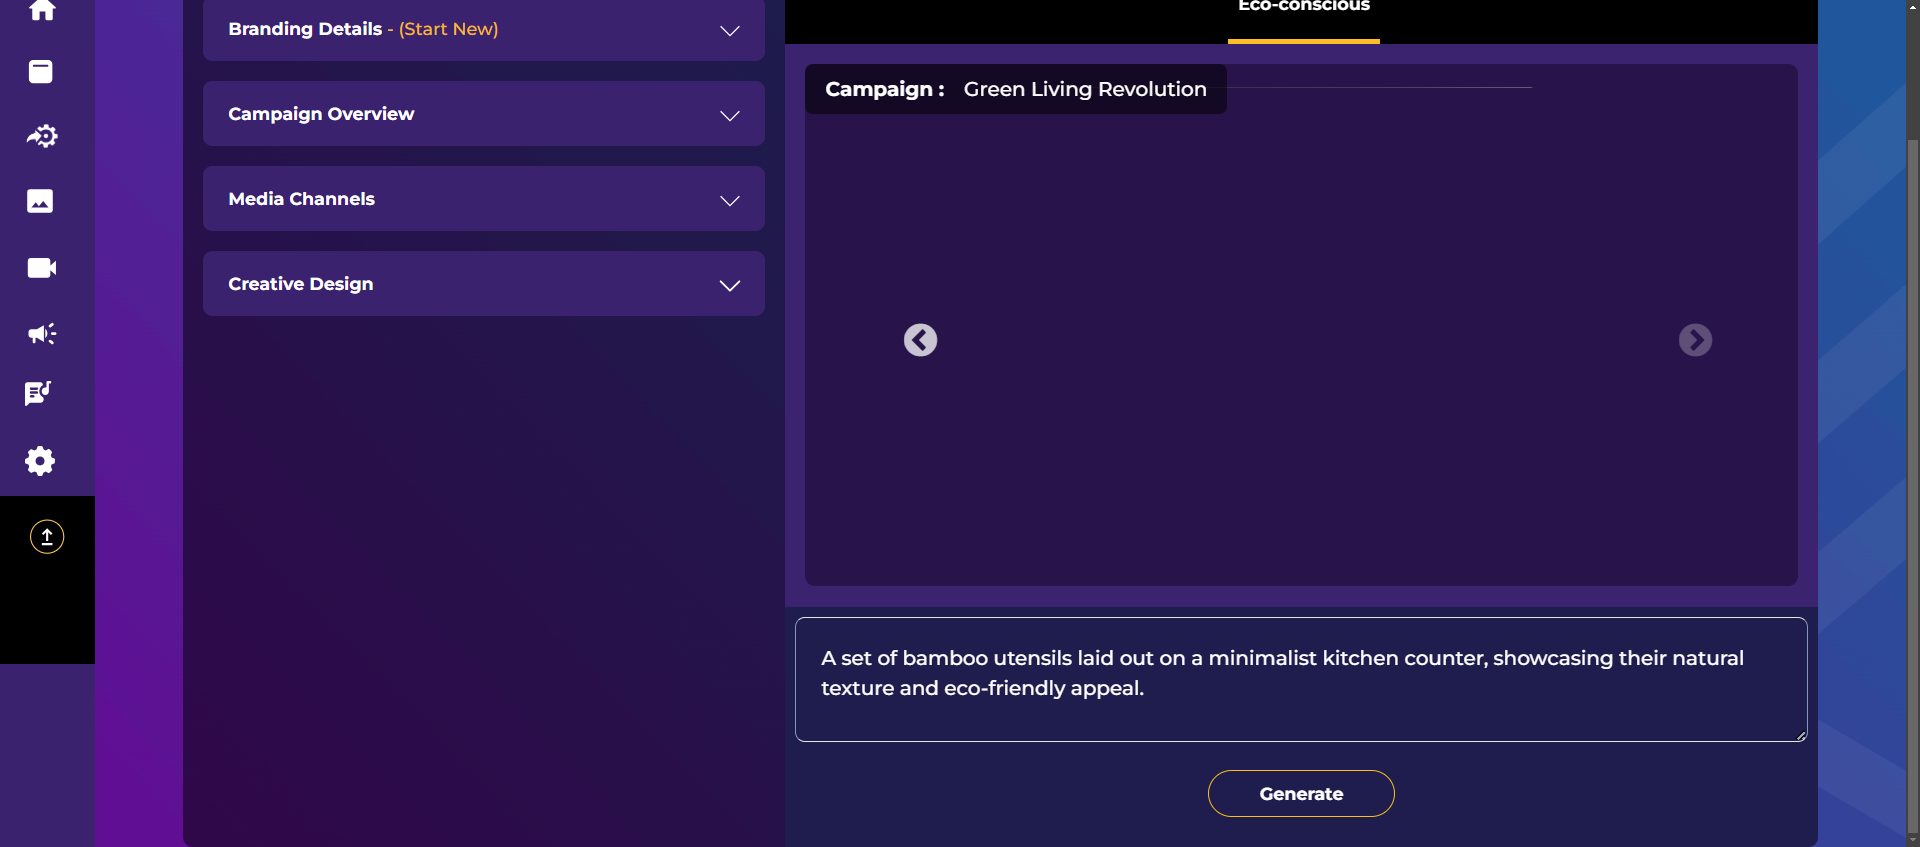 Branding Details - (Start New)
Campaign Overview
Media Channels
Creative Design
Eco-conscious
Campaign : Green Living Revolution
A set of bamboo utensils laid out on a minimalist kitchen counter, showcasing their natural
texture and eco-friendly appeal.
Generate